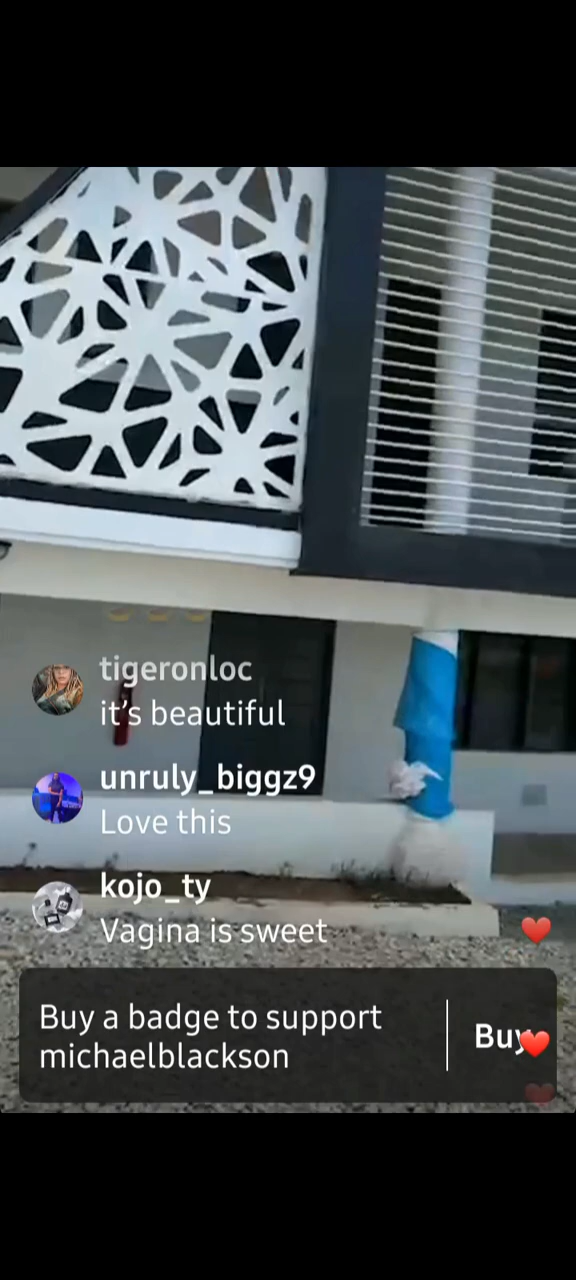 tigeronloc
it's beautiful
unruly_biggz9
Love this
kojo_ty
Vagina is sweet
Buy a badge to support
michaelblackson
Buy